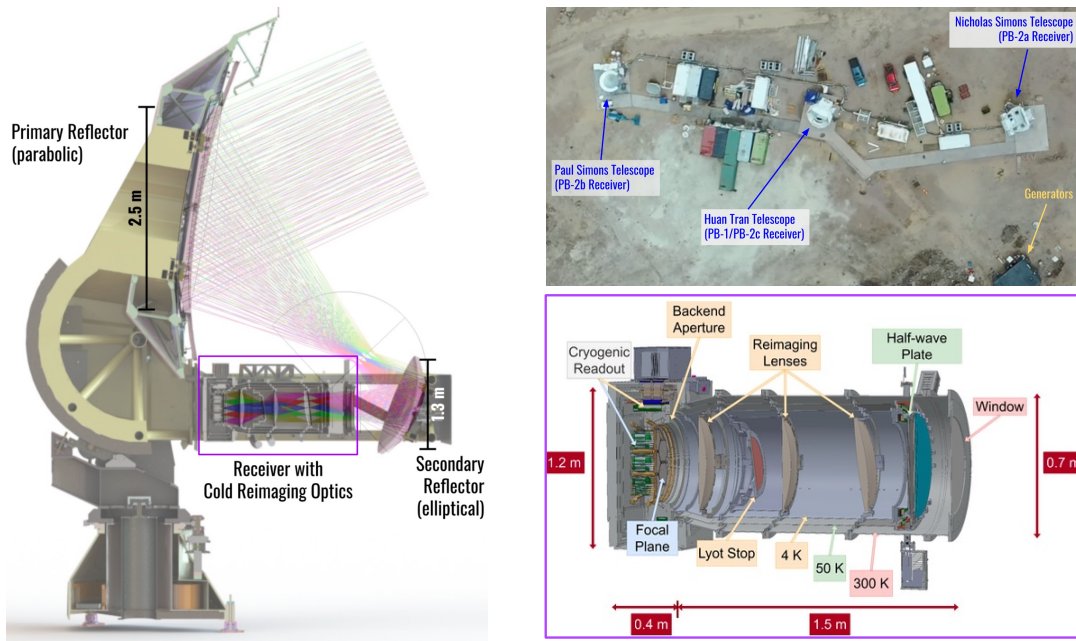 Primary Reflector
(parabolic)
2.5 m
1.3 m
Receiver with
Cold Reimaging Optics
Secondary
Reflector
(elliptical)
Nicholas Simons Telescope
(PB-2a Receiver)
Paul Simons Telescope
(PB-2b Receiver)
Huan Tran Telescope
(PB-1/PB-2c Receiver)
Generators
Backend
Aperture
Cryogenic
Readout
Reimaging
Lenses
Half-wave
Plate
Window
1.2 m
0.7 m
Focal
Plane
Lyot Stop
4 K
50 K
300 K
0.4 m
1.5 m